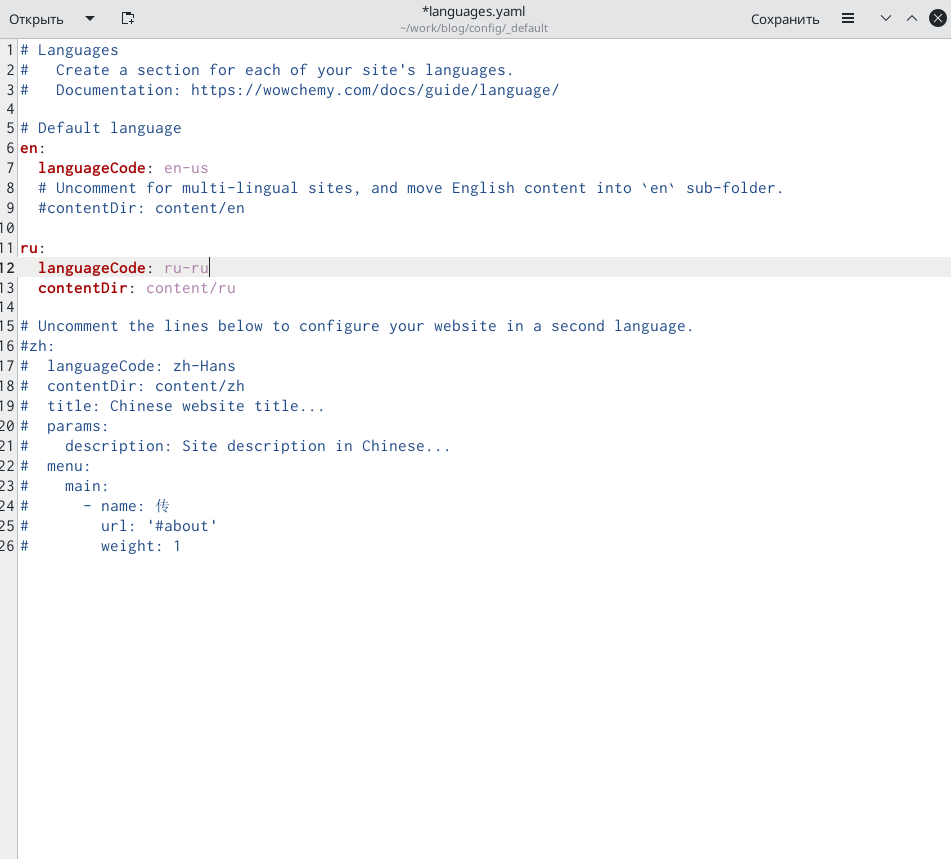 Открыть
*languages.yaml
~/work/blog/config/_default
Сохранить
1 # Languages
2 #   Create a section for each of your site's languages.
3 #   Documentation: https://wowchemy.com/docs/guide/language/
4
5 # Default language
6 en:
7   languageCode: en-us
8   # Uncomment for multi-lingual sites, and move English content into `en` sub-folder.
9   #contentDir: content/en
10
11 ru:
12   languageCode: ru-ru
13   contentDir: content/ru
14
15 # Uncomment the lines below to configure your website in a second language.
16 #zh:
17 #  languageCode: zh-Hans
18 #  contentDir: content/zh
19 #  title: Chinese website title...
20 #  params:
21 #    description: Site description in Chinese...
22 #  menu:
23 #    main:
24 #      - name: 传
25 #        url: '#about'
26 #        weight: 1